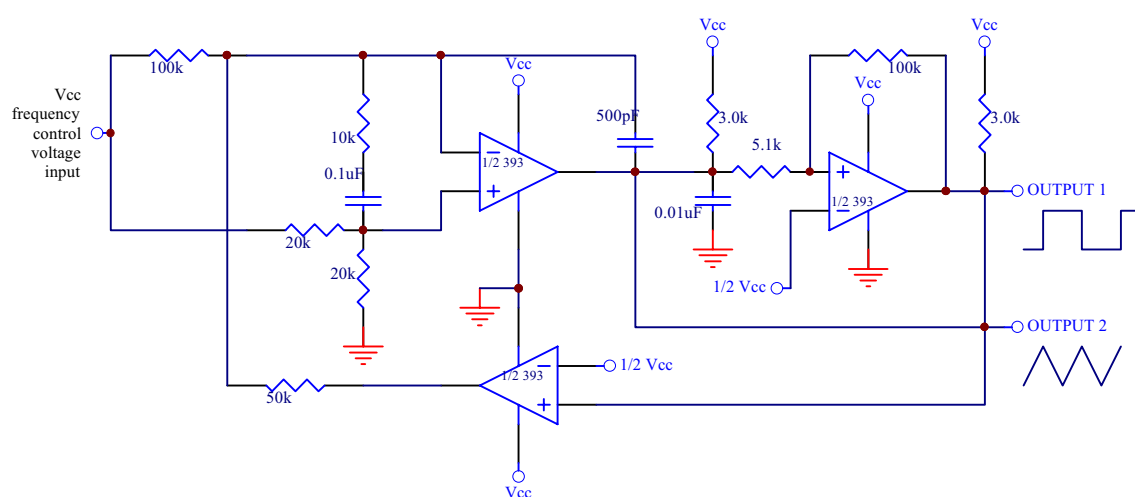 Vcc
Vcc
100k
100k
Vcc
Vcc
frequency
control
voltage
input
Vcc
500pF
3.0k
3.0k
10k
5.1k
1/2 393
0.1uF
1/2 393
OUTPUT 1
0.01uF
20k
20k
1/2 Vcc
OUTPUT 2
1/2 393
1/2 Vcc
50k
Vcc